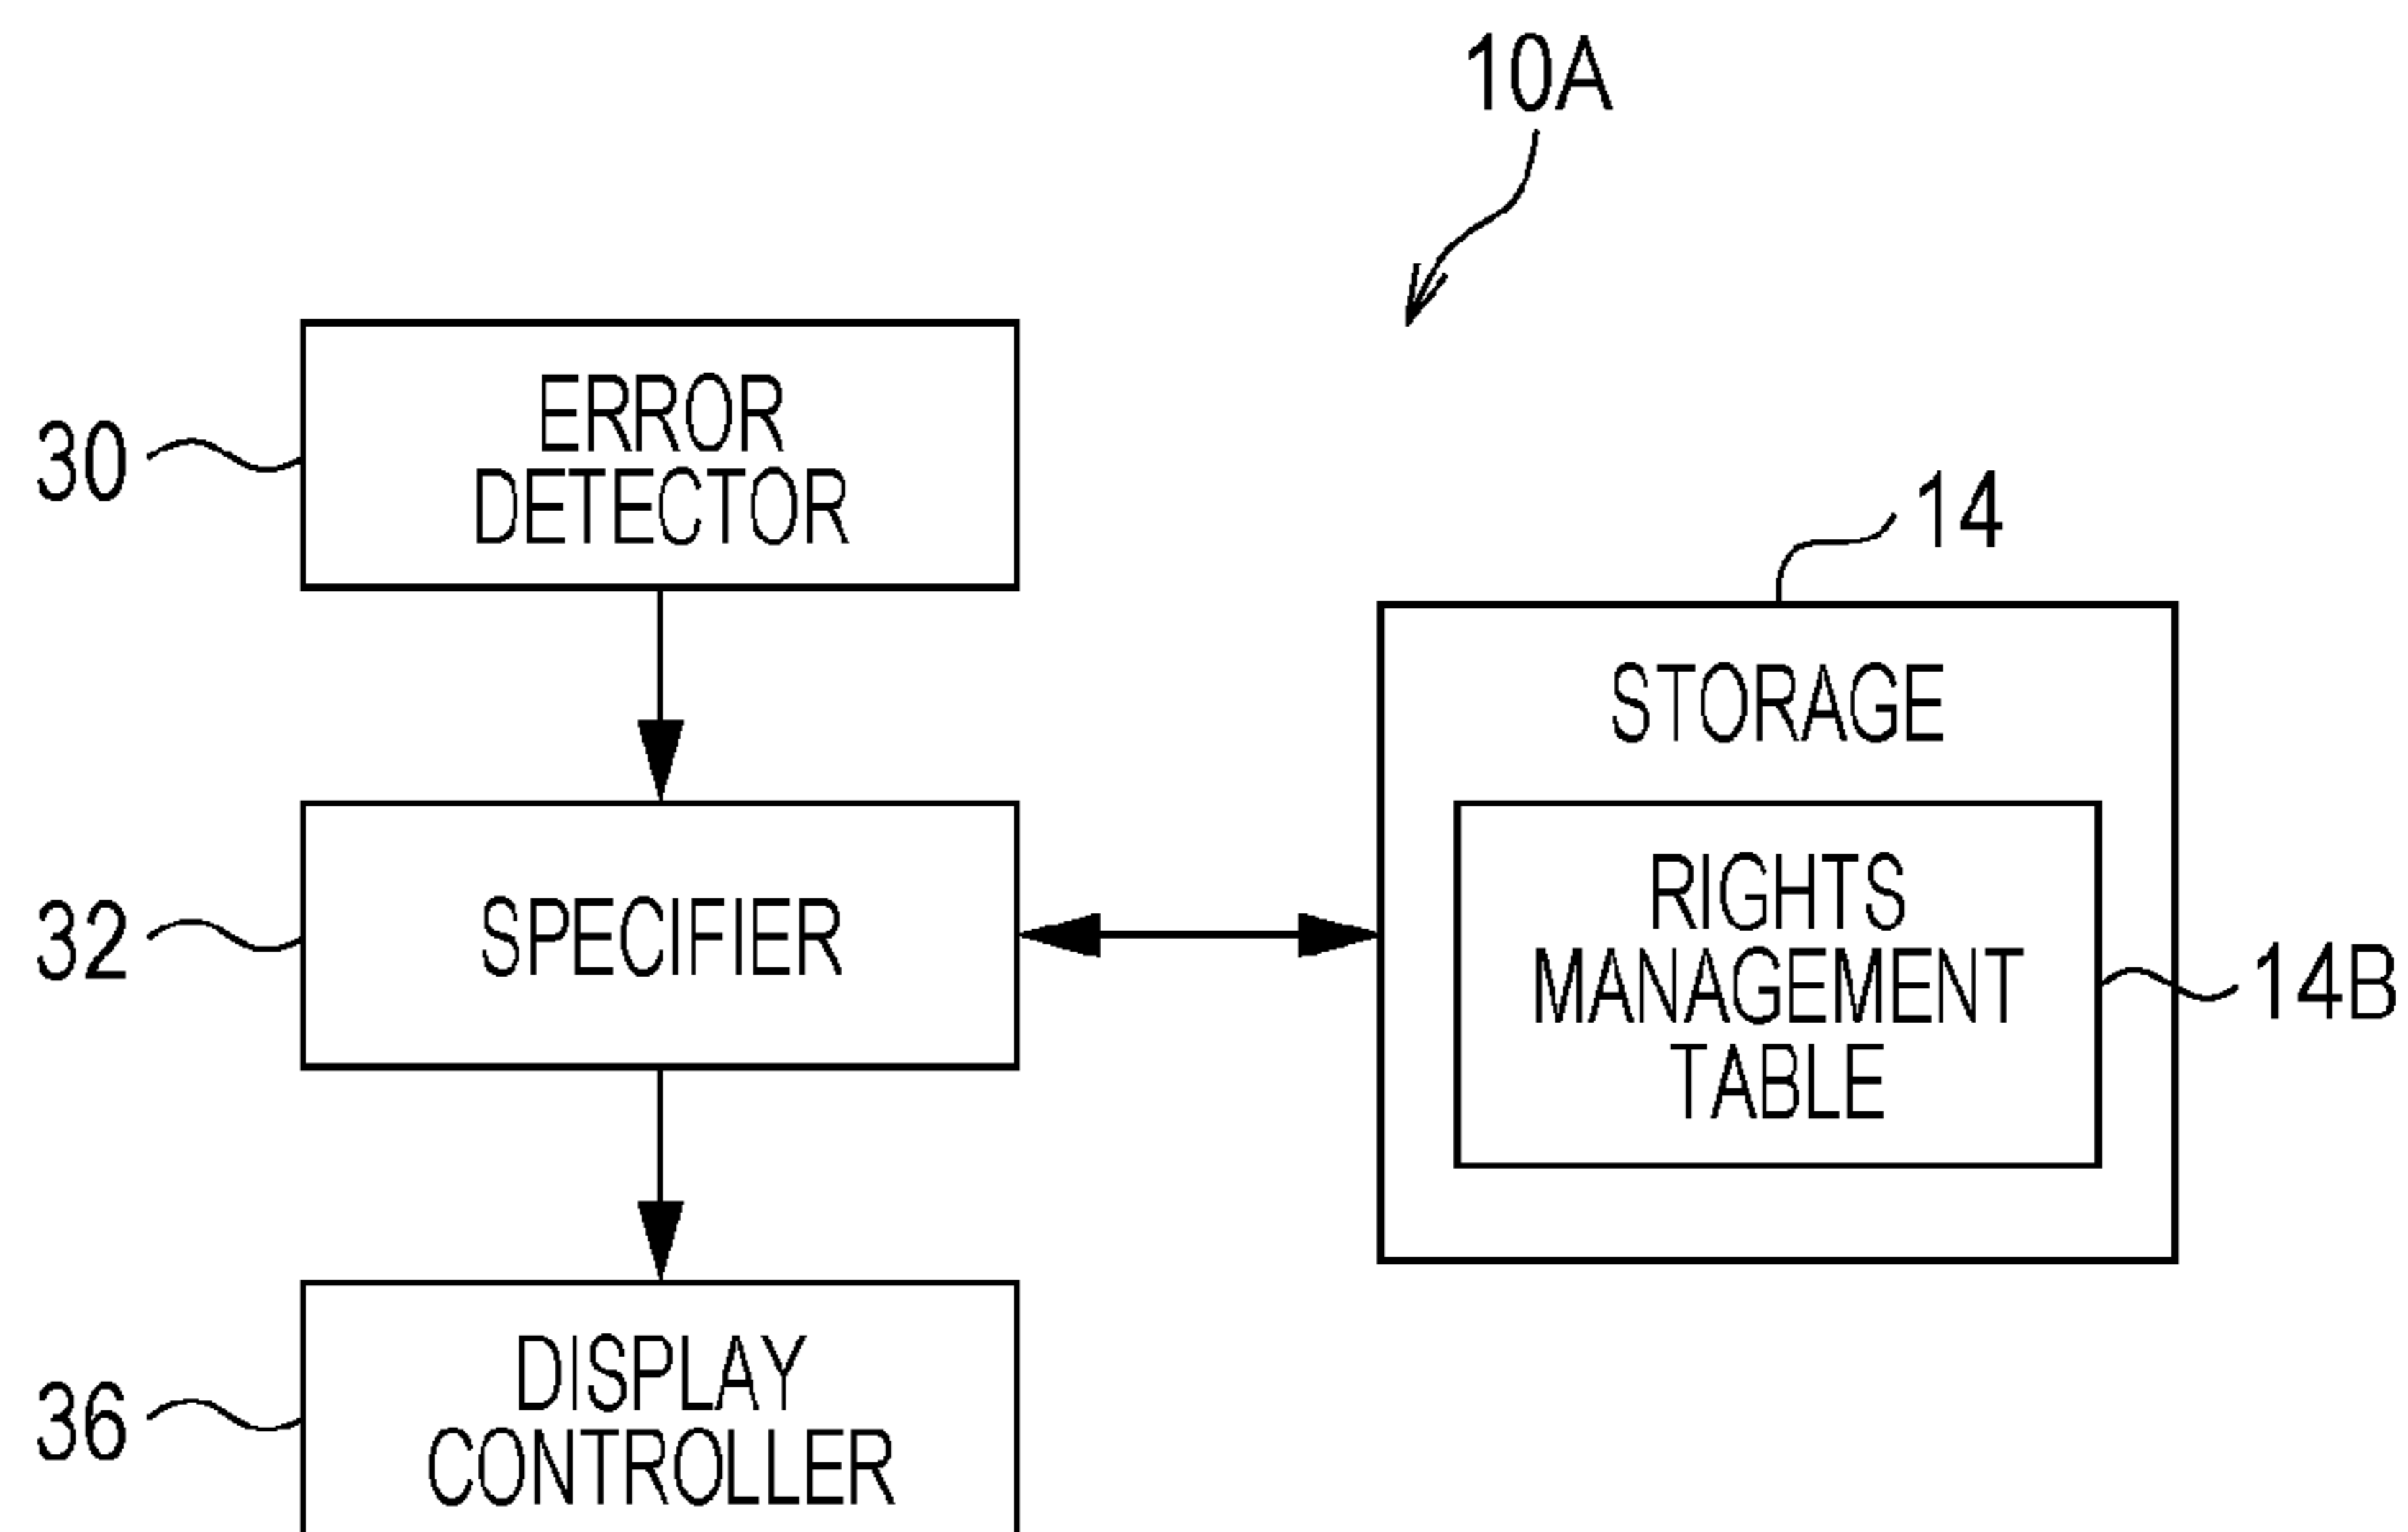 10A
ERROR
DETECTOR
30
14
STORAGE
SPECIFIER
32
RIGHTS
MANAGEMENT
TABLE
14B
DISPLAY
CONTROLLER
36